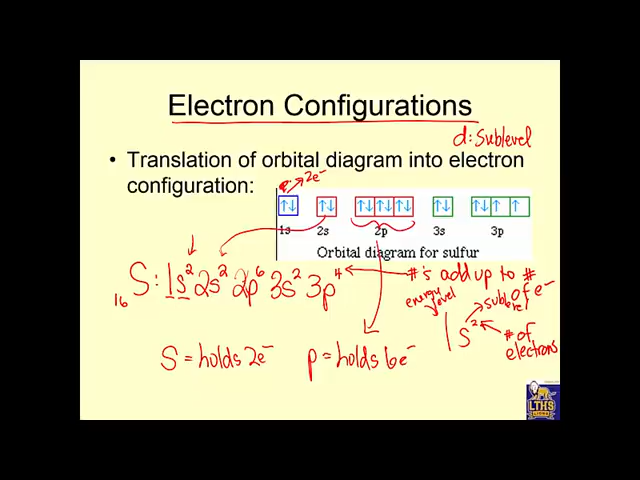 Electron Configurations
d: Sublevel
• Translation of orbital diagram into electron
configuration:
2e⁻
↑↓ ↑↓ ↑↓ ↑↓ ↑↓ ↑↓ ↑↓ ↑ ↑
1s 2s 2p 3s 3p
Orbital diagram for sulfur
16 S: 1s² 2s² 2p⁶ 3s² 3p⁴
#'s add up to #
of e⁻
energy level
sublevel
1s²
# of
electrons
S = holds 2e⁻ p = holds 6e⁻
LTHS